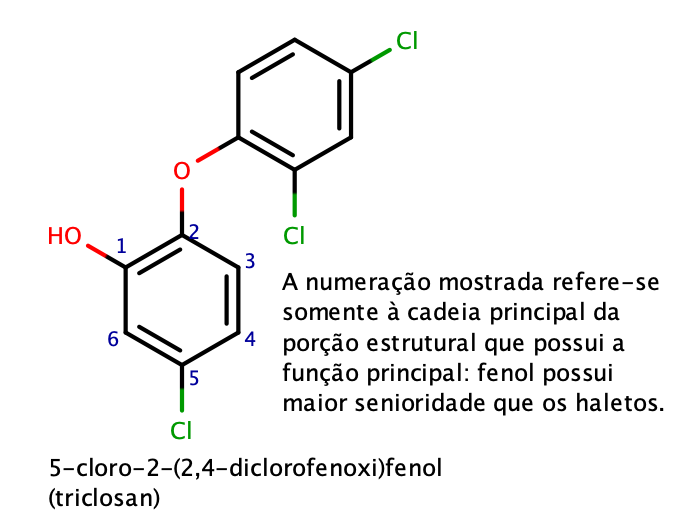 Cl
O
Cl
HO
1
2
3
4
5
6
Cl
A numeração mostrada refere-se
somente à cadeia principal da
porção estrutural que possui a
função principal: fenol possui
maior senioridade que os haletos.
5-cloro-2-(2,4-diclorofenoxi)fenol
(triclosan)